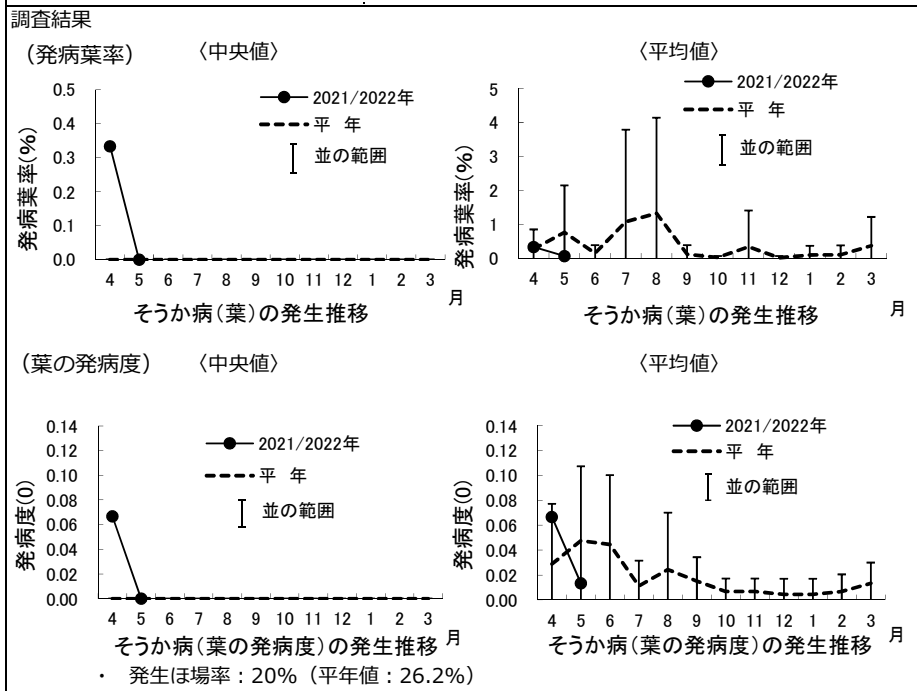 調査結果
(発病葉率)
〈中央値〉
発病葉率(%)
0.5
0.4
0.3
0.2
0.1
0.0
2021/2022年
平 年
並の範囲
4 5 6 7 8 9 10 11 12 1 2 3
月
そうか病(葉)の発生推移
〈平均値〉
発病葉率(%)
5
4
3
2
1
0
2021/2022年
平 年
並の範囲
4 5 6 7 8 9 10 11 12 1 2 3
月
そうか病(葉)の発生推移
(葉の発病度)
〈中央値〉
発病度(0)
0.14
0.12
0.10
0.08
0.06
0.04
0.02
0.00
2021/2022年
平 年
並の範囲
4 5 6 7 8 9 10 11 12 1 2 3
月
そうか病(葉の発病度)の発生推移
〈平均値〉
発病度(0)
0.14
0.12
0.10
0.08
0.06
0.04
0.02
0.00
2021/2022年
平 年
並の範囲
4 5 6 7 8 9 10 11 12 1 2 3
月
そうか病(葉の発病度)の発生推移
・ 発生ほ場率:20%(平年値:26.2%)